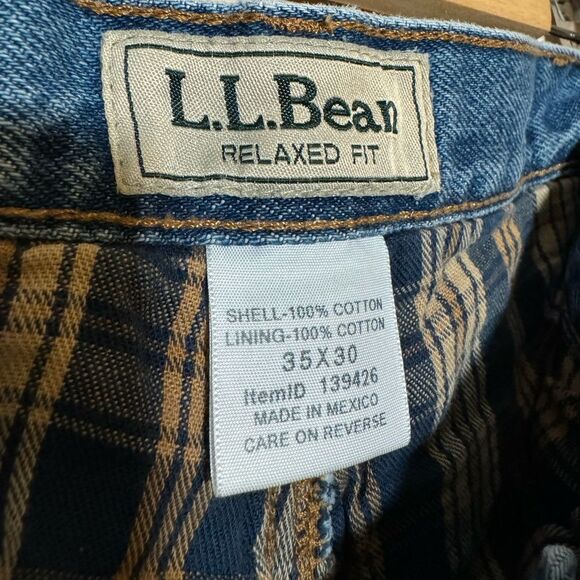 L.L.Bean
RELAXED FIT
SHELL-100% COTTON
LINING-100% COTTON
35X30
ItemID 139426
MADE IN MEXICO
CARE ON REVERSE